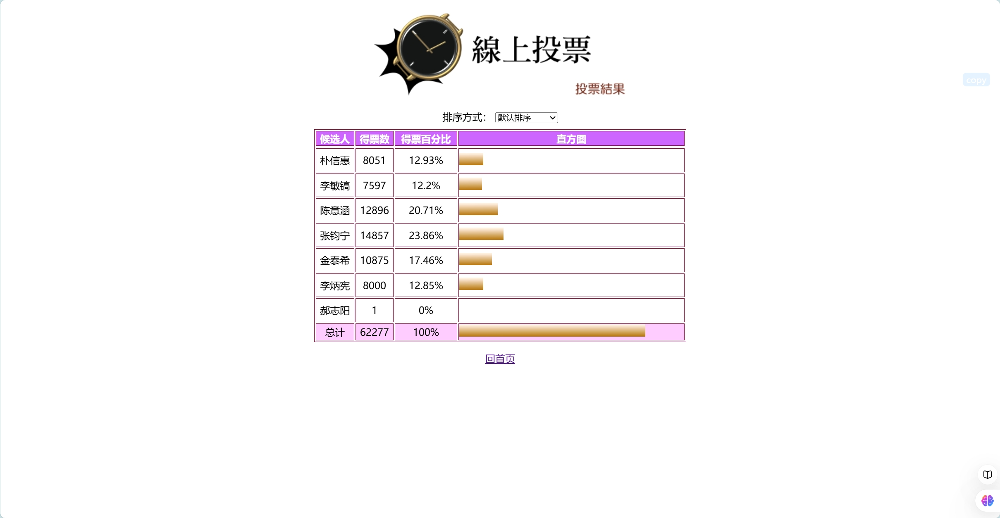 線上投票
copy
投票結果
排序方式： 默认排序
候选人 得票数 得票百分比 直方图
朴信惠 8051 12.93%
李敏镐 7597 12.2%
陈意涵 12896 20.71%
张钧宁 14857 23.86%
金泰希 10875 17.46%
李炳宪 8000 12.85%
郝志阳 1 0%
总计 62277 100%
回首页